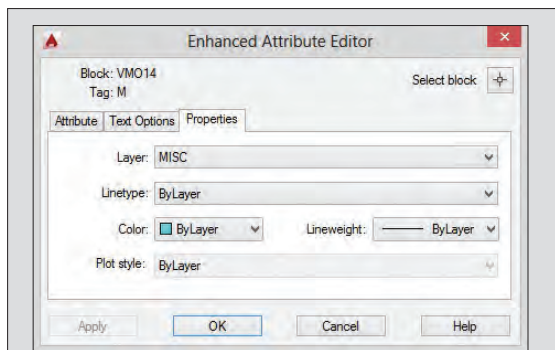 Enhanced Attribute Editor
Block: VMO14
Tag: M
Select block
Attribute Text Options Properties
Layer: MISC
Linetype: ByLayer
Color: ByLayer Lineweight: ByLayer
Plot style: ByLayer
Apply OK Cancel Help